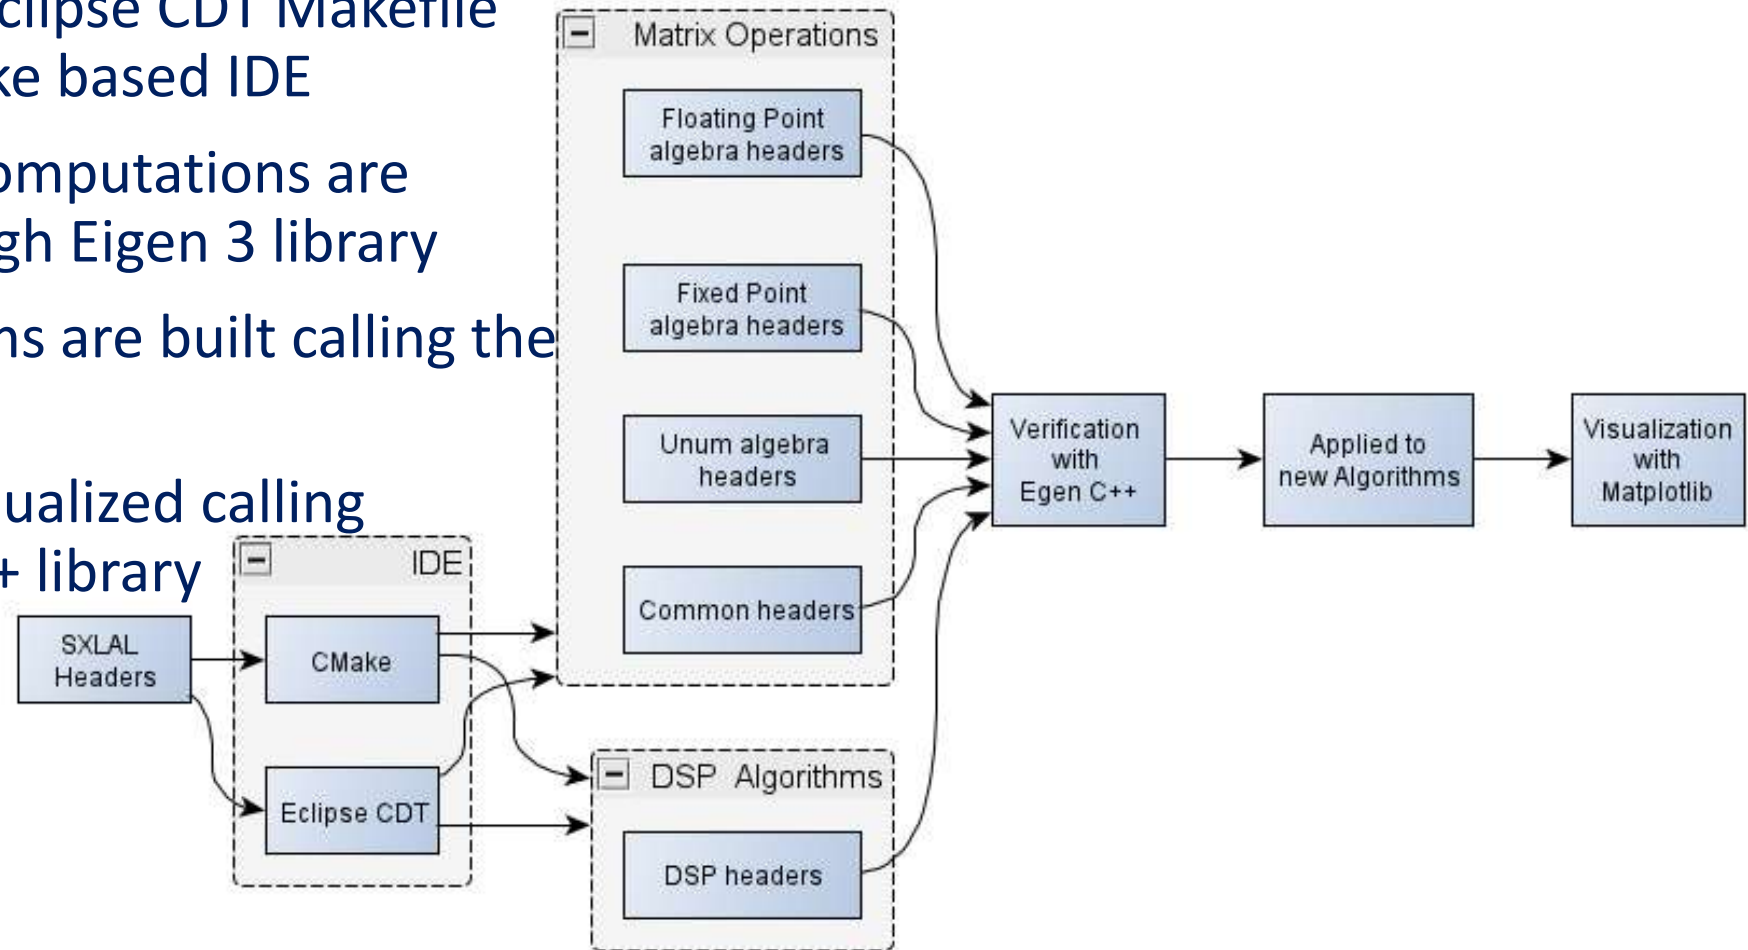 clipse CDT Makefile
ke based IDE
omputations are
gh Eigen 3 library
ns are built calling the
ualized calling
+ library
Matrix Operations
Floating Point
algebra headers
Fixed Point
algebra headers
Unum algebra
headers
Common headers
IDE
SXLAL
Headers
CMake
Eclipse CDT
DSP Algorithms
DSP headers
Verification
with
Egen C++
Applied to
new Algorithms
Visualization
with
Matplotlib